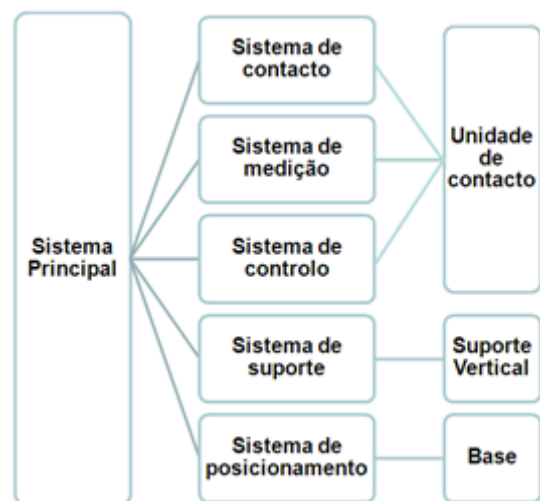 Sistema
Principal
Sistema de
contacto
Sistema de
medição
Sistema de
controlo
Sistema de
suporte
Sistema de
posicionamento
Unidade
de
contacto
Suporte
Vertical
Base